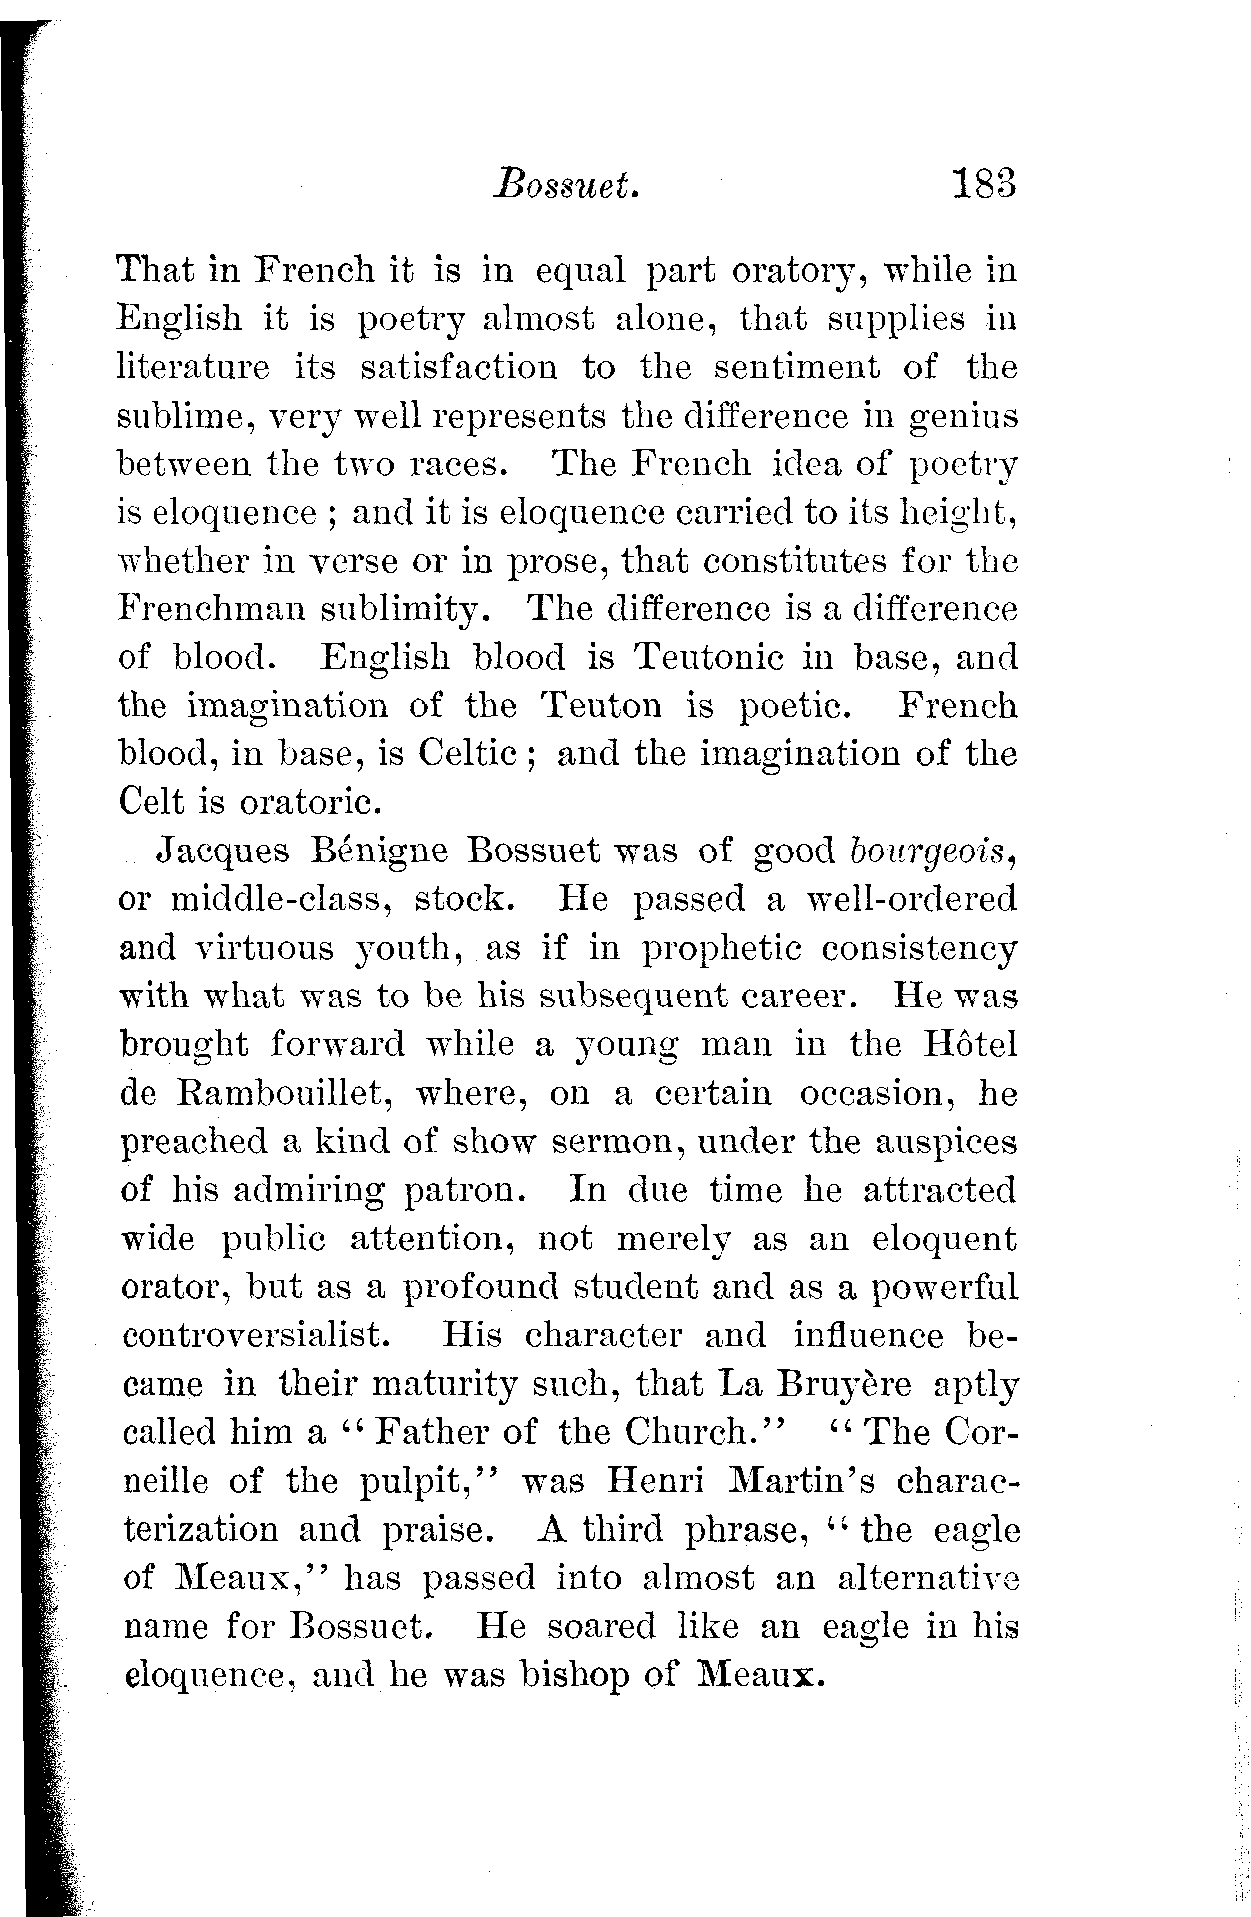 Bossuet. 183
That in French it is in equal part oratory, while in
English it is poetry almost alone, that supplies in
literature its satisfaction to the sentiment of the
sublime, very well represents the difference in genius
between the two races. The French idea of poetry
is eloquence ; and it is eloquence carried to its height,
whether in verse or in prose, that constitutes for the
Frenchman sublimity. The difference is a difference
of blood. English blood is Teutonic in base, and
the imagination of the Teuton is poetic. French
blood, in base, is Celtic ; and the imagination of the
Celt is oratoric.
Jacques Bénigne Bossuet was of good bourgeois,
or middle-class, stock. He passed a well-ordered
and virtuous youth, as if in prophetic consistency
with what was to be his subsequent career. He was
brought forward while a young man in the Hôtel
de Rambouillet, where, on a certain occasion, he
preached a kind of show sermon, under the auspices
of his admiring patron. In due time he attracted
wide public attention, not merely as an eloquent
orator, but as a profound student and as a powerful
controversialist. His character and influence be-
came in their maturity such, that La Bruyère aptly
called him a “ Father of the Church.” “ The Cor-
neille of the pulpit,” was Henri Martin’s charac-
terization and praise. A third phrase, “ the eagle
of Meaux,” has passed into almost an alternative
name for Bossuet. He soared like an eagle in his
eloquence, and he was bishop of Meaux.